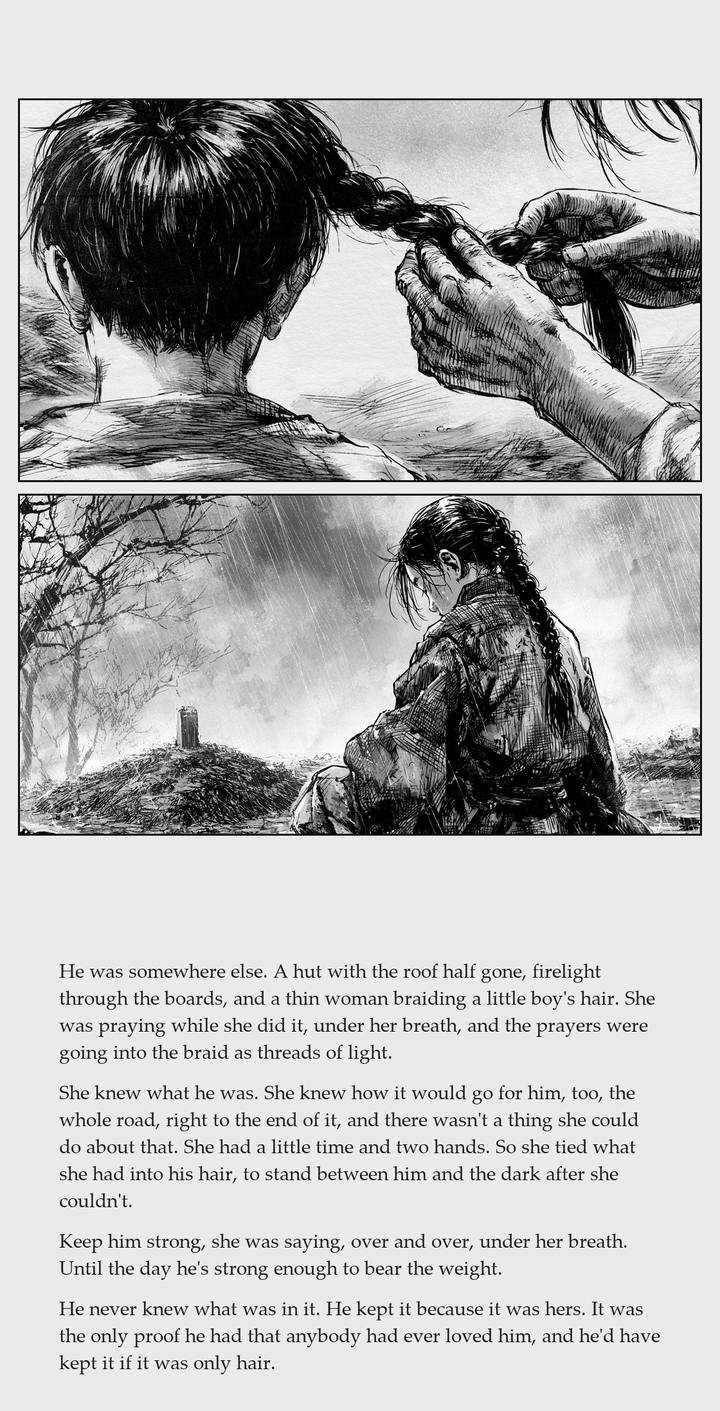 He was somewhere else. A hut with the roof half gone, firelight
through the boards, and a thin woman braiding a little boy's hair. She
was praying while she did it, under her breath, and the prayers were
going into the braid as threads of light.
She knew what he was. She knew how it would go for him, too, the
whole road, right to the end of it, and there wasn't a thing she could
do about that. She had a little time and two hands. So she tied what
she had into his hair, to stand between him and the dark after she
couldn't.
Keep him strong, she was saying, over and over, under her breath.
Until the day he's strong enough to bear the weight.
He never knew what was in it. He kept it because it was hers. It was
the only proof he had that anybody had ever loved him, and he'd have
kept it if it was only hair.